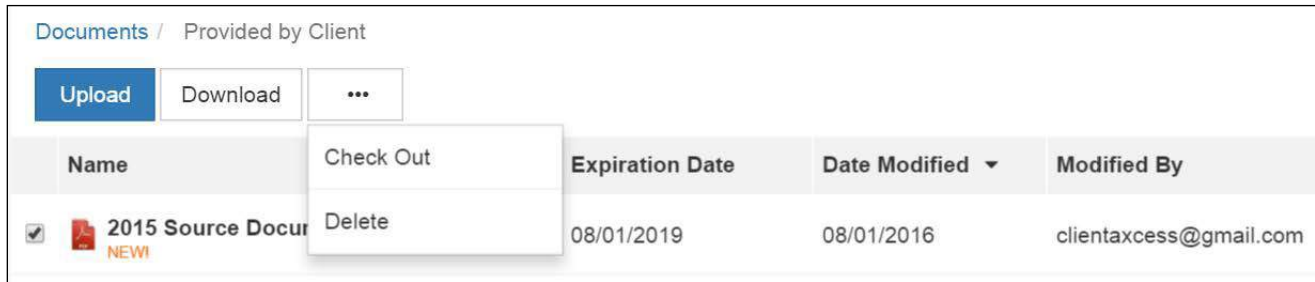 Documents / Provided by Client
Upload Download •••
Check Out
Name Expiration Date Date Modified Modified By
Delete
2015 Source 08/01/2019 08/01/2016 clientaxcess@gmail.com
NEW!